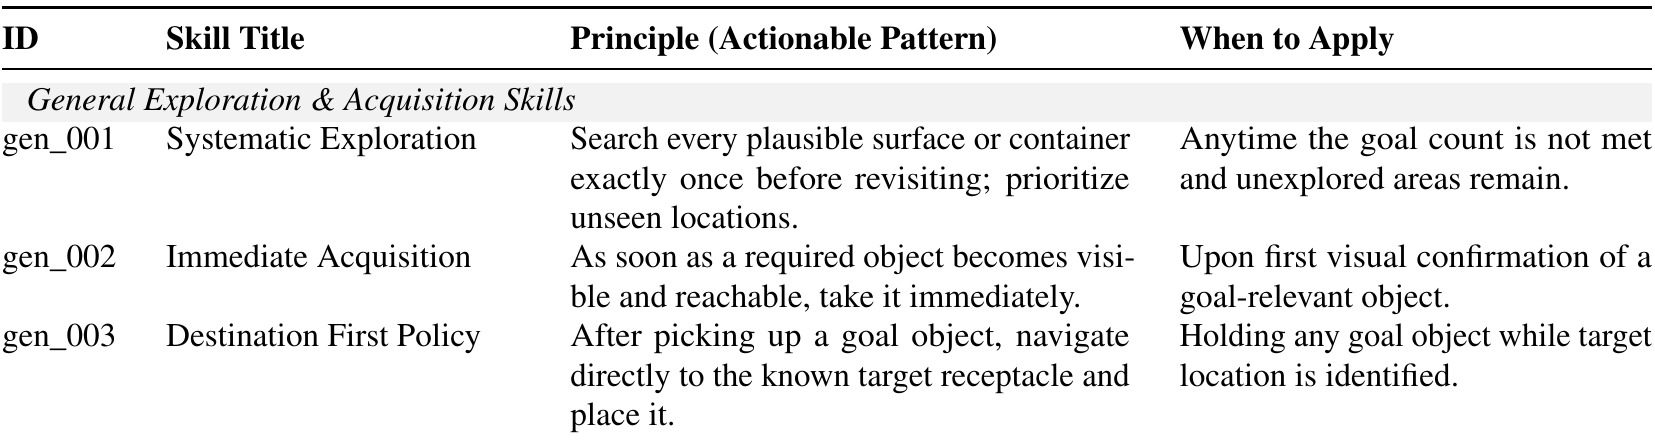 ID Skill Title Principle (Actionable Pattern) When to Apply
General Exploration & Acquisition Skills
gen_001 Systematic Exploration Search every plausible surface or container Anytime the goal count is not met
exactly once before revisiting; prioritize and unexplored areas remain.
unseen locations.
gen_002 Immediate Acquisition As soon as a required object becomes visi- Upon first visual confirmation of a
ble and reachable, take it immediately. goal-relevant object.
gen_003 Destination First Policy After picking up a goal object, navigate Holding any goal object while target
directly to the known target receptacle and location is identified.
place it.